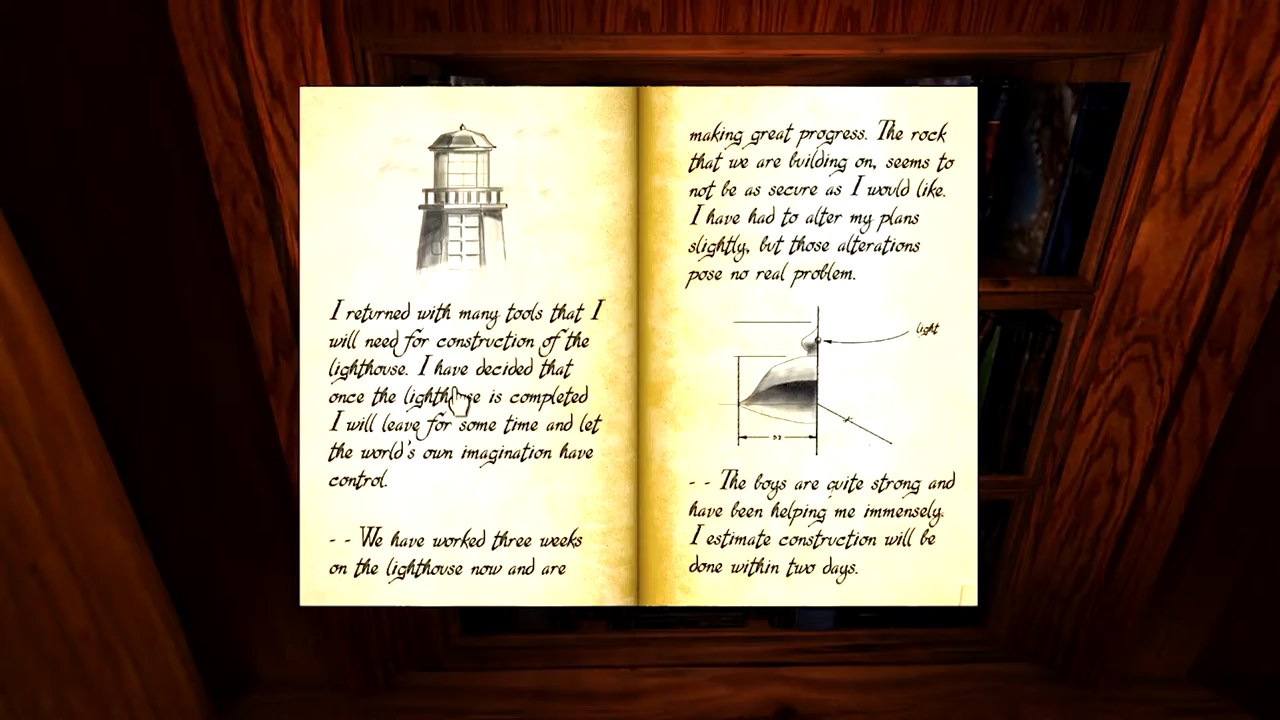 I returned with many tools that I
will need for construction of the
lighthouse. I have decided that
once the lighthouse is completed
I will leave for some time and let
the world's own imagination have
control.
- - We have worked three weeks
on the lighthouse now and are
making great progress. The rock
that we are building on, seems to
not be as secure as I would like.
I have had to alter my plans
slightly, but those alterations
pose no real problem.
light
- - The boys are quite strong and
have been helping me immensely.
I estimate construction will be
done within two days.